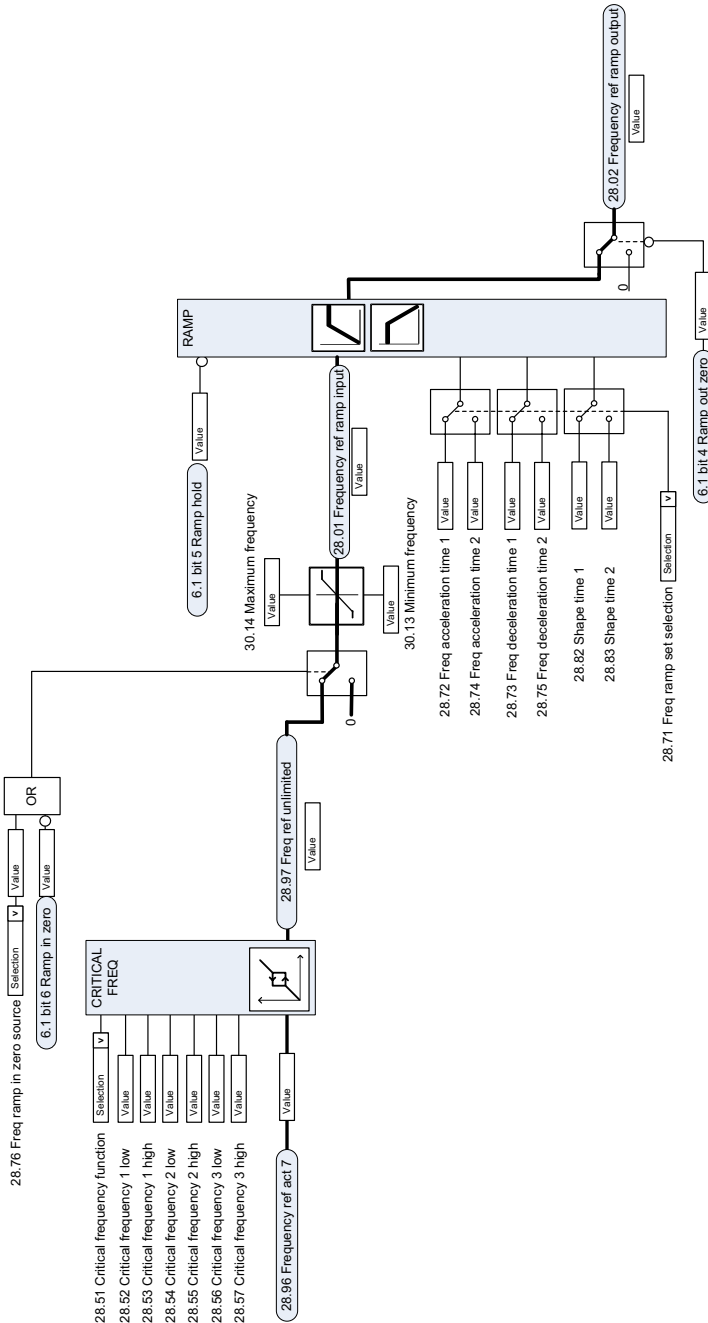 28.76 Freq ramp in zero source
Selection
v
Value
6.1 bit 6 Ramp in zero
Value
OR
28.51 Critical frequency function
Selection
v
28.52 Critical frequency 1 low
Value
28.53 Critical frequency 1 high
Value
28.54 Critical frequency 2 low
Value
28.55 Critical frequency 2 high
Value
28.56 Critical frequency 3 low
Value
28.57 Critical frequency 3 high
Value
CRITICAL
FREQ
28.96 Frequency ref act 7
Value
28.97 Freq ref unlimited
Value
0
30.14 Maximum frequency
Value
30.13 Minimum frequency
Value
6.1 bit 5 Ramp hold
Value
RAMP
28.01 Frequency ref ramp input
Value
28.72 Freq acceleration time 1
Value
28.74 Freq acceleration time 2
Value
28.73 Freq deceleration time 1
Value
28.75 Freq deceleration time 2
Value
28.82 Shape time 1
Value
28.83 Shape time 2
Value
28.71 Freq ramp set selection
Selection
v
0
28.02 Frequency ref ramp output
Value
6.1 bit 4 Ramp out zero
Value